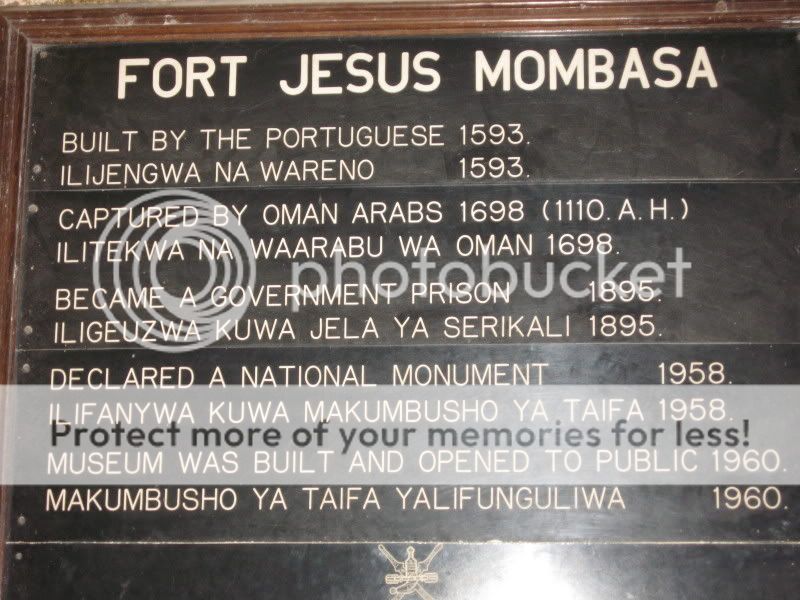 FORT JESUS MOMBASA
BUILT BY THE PORTUGUESE 1593.
ILIJENGWA NA WARENO 1593.
CAPTURED BY OMAN ARABS 1698 (1110. A. H.)
ILITEKWA NA WAARABU WA OMAN 1698.
photobucket
BECAME A GOVERNMENT PRISON 1895.
ILIGEUZWA KUWA JELA YA SERIKALI 1895.
DECLARED A NATIONAL MONUMENT 1958.
ILIFANYWA KUWA MAKUMBUSHO YA TAIFA 1958.
Protect more of your memories for less!
MUSEUM WAS BUILT AND OPENED TO PUBLIC 1960.
MAKUMBUSHO YA TAIFA YALIFUNGULIWA 1960.